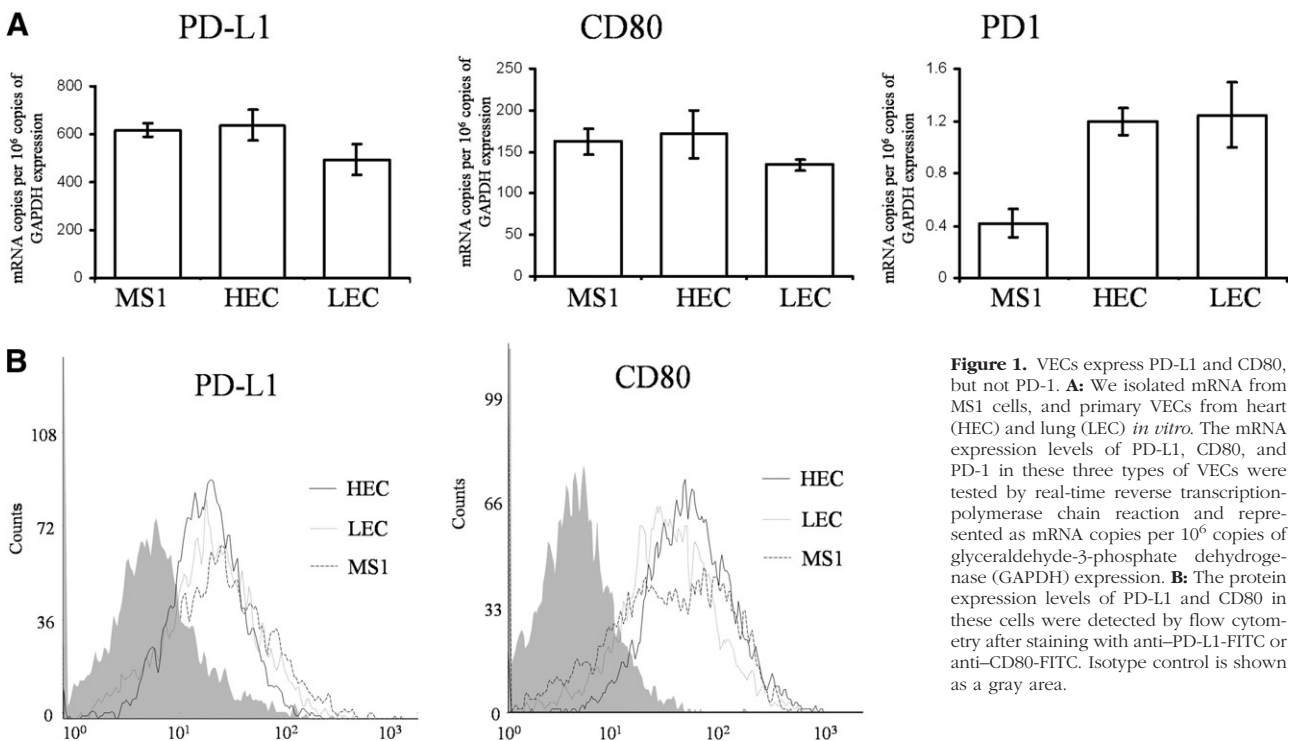 A
PD-L1
CD80
PD1
mRNA copies per 10⁶ copies of
GAPDH expression
800
600
400
600
0
MS1 HEC LEC
mRNA copies per 10⁶ copies of
GAPDH expression
250
200
150
100
50
0
MS1 HEC LEC
mRNA copies per 10⁶ copies of
GAPDH expression
1.6
1.2
0.8
0.4
0
MS1 HEC LEC
B
PD-L1
Counts
108
72
36
0
10⁰ 10¹ 10² 10³
HEC
LEC
MS1
CD80
Counts
99
66
33
0
10⁰ 10¹ 10² 10³
HEC
LEC
MS1
Figure 1. VECs express PD-L1 and CD80,
but not PD-1. A: We isolated mRNA from
MS1 cells, and primary VECs from heart
(HEC) and lung (LEC) in vitro. The mRNA
expression levels of PD-L1, CD80, and
PD-1 in these three types of VECs were
tested by real-time reverse transcription-
polymerase chain reaction and repre-
sented as mRNA copies per 10⁶ copies of
glyceraldehyde-3-phosphate dehydroge-
nase (GAPDH) expression. B: The protein
expression levels of PD-L1 and CD80 in
these cells were detected by flow cytom-
etry after staining with anti–PD-L1-FITC or
anti–CD80-FITC. Isotype control is shown
as a gray area.